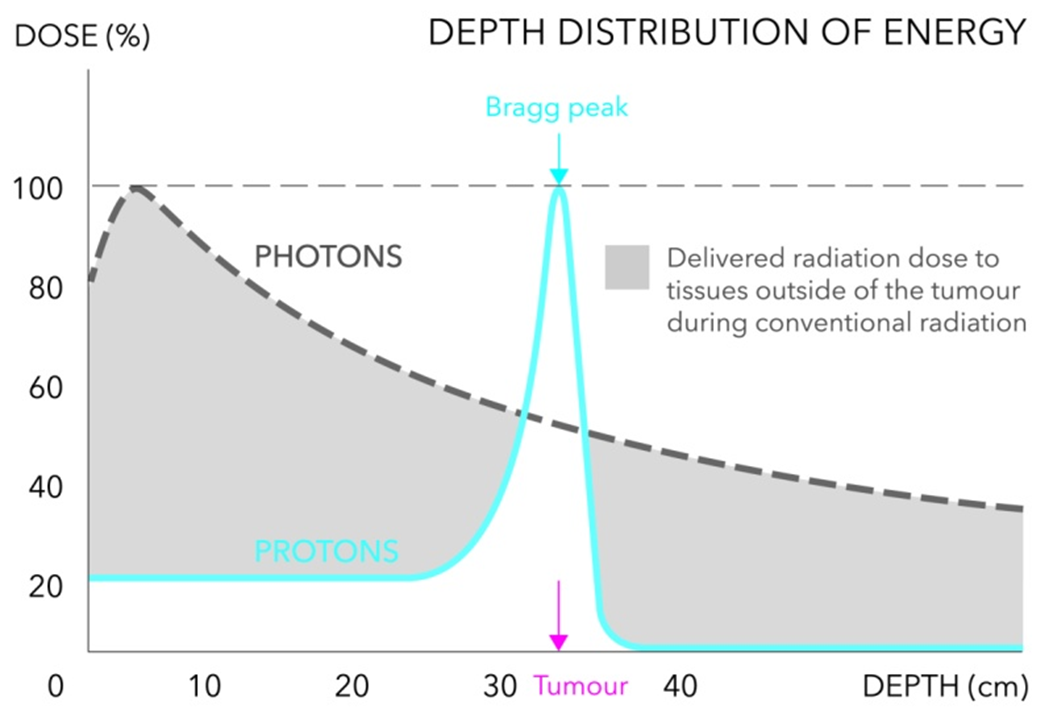 DOSE (%)
DEPTH DISTRIBUTION OF ENERGY
Bragg peak
100
PHOTONS
Delivered radiation dose to
tissues outside of the tumour
during conventional radiation
80
60
40
PROTONS
20
0 10 20 30 Tumour 40 DEPTH (cm)